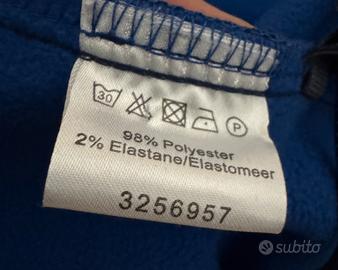 30 P
98% Polyester
2% Elastane/Elastomeer
3256957
subito